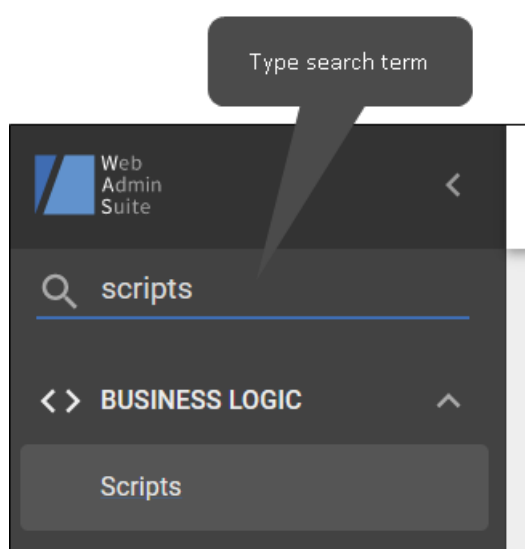 Type search term
Web
Admin
Suite
scripts
BUSINESS LOGIC
Scripts